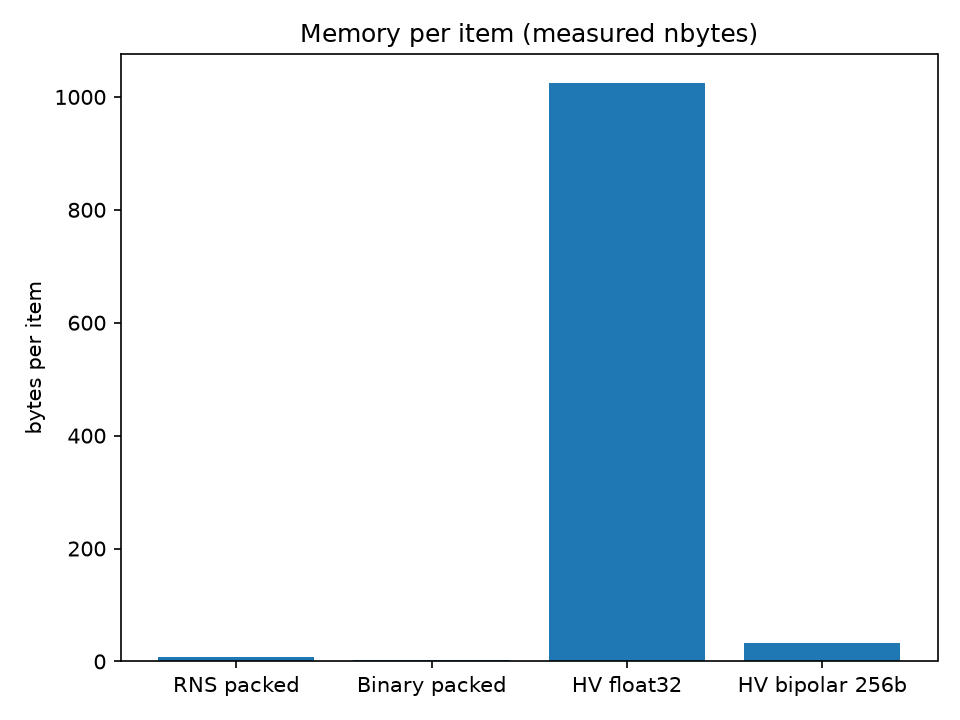 Memory per item (measured nbytes)
bytes per item
1000
800
600
400
200
0
RNS packed Binary packed HV float32 HV bipolar 256b